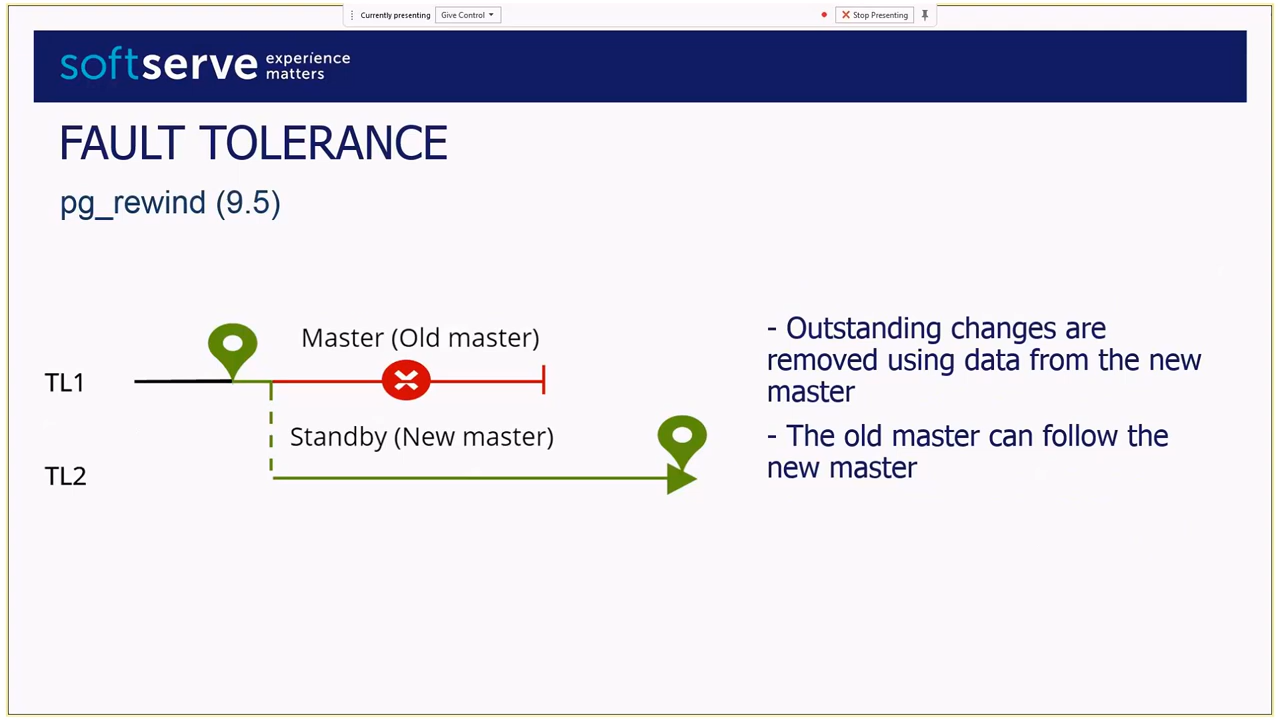 Currently presenting Give Control Stop Presenting
softserve experience
matters
FAULT TOLERANCE
pg_rewind (9.5)
Master (Old master)
TL1
Standby (New master)
TL2
- Outstanding changes are
removed using data from the new
master
- The old master can follow the
new master